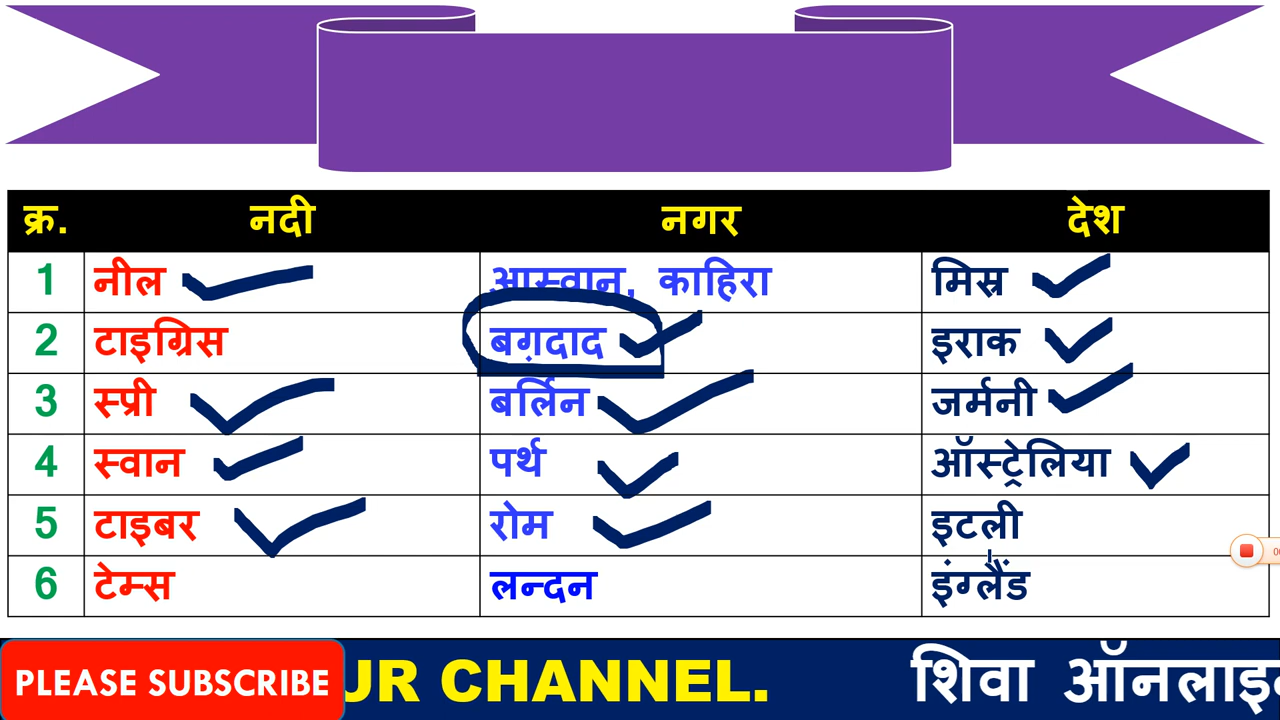 क्र. नदी नगर देश
1 नील आस्वान, काहिरा मिस्र
2 टाइग्रिस बग़दाद इराक
3 स्प्री बर्लिन जर्मनी
4 स्वान पर्थ ऑस्ट्रेलिया
5 टाइबर रोम इटली
6 टेम्स लन्दन इंग्लैंड
PLEASE SUBSCRIBE UR CHANNEL. शिवा